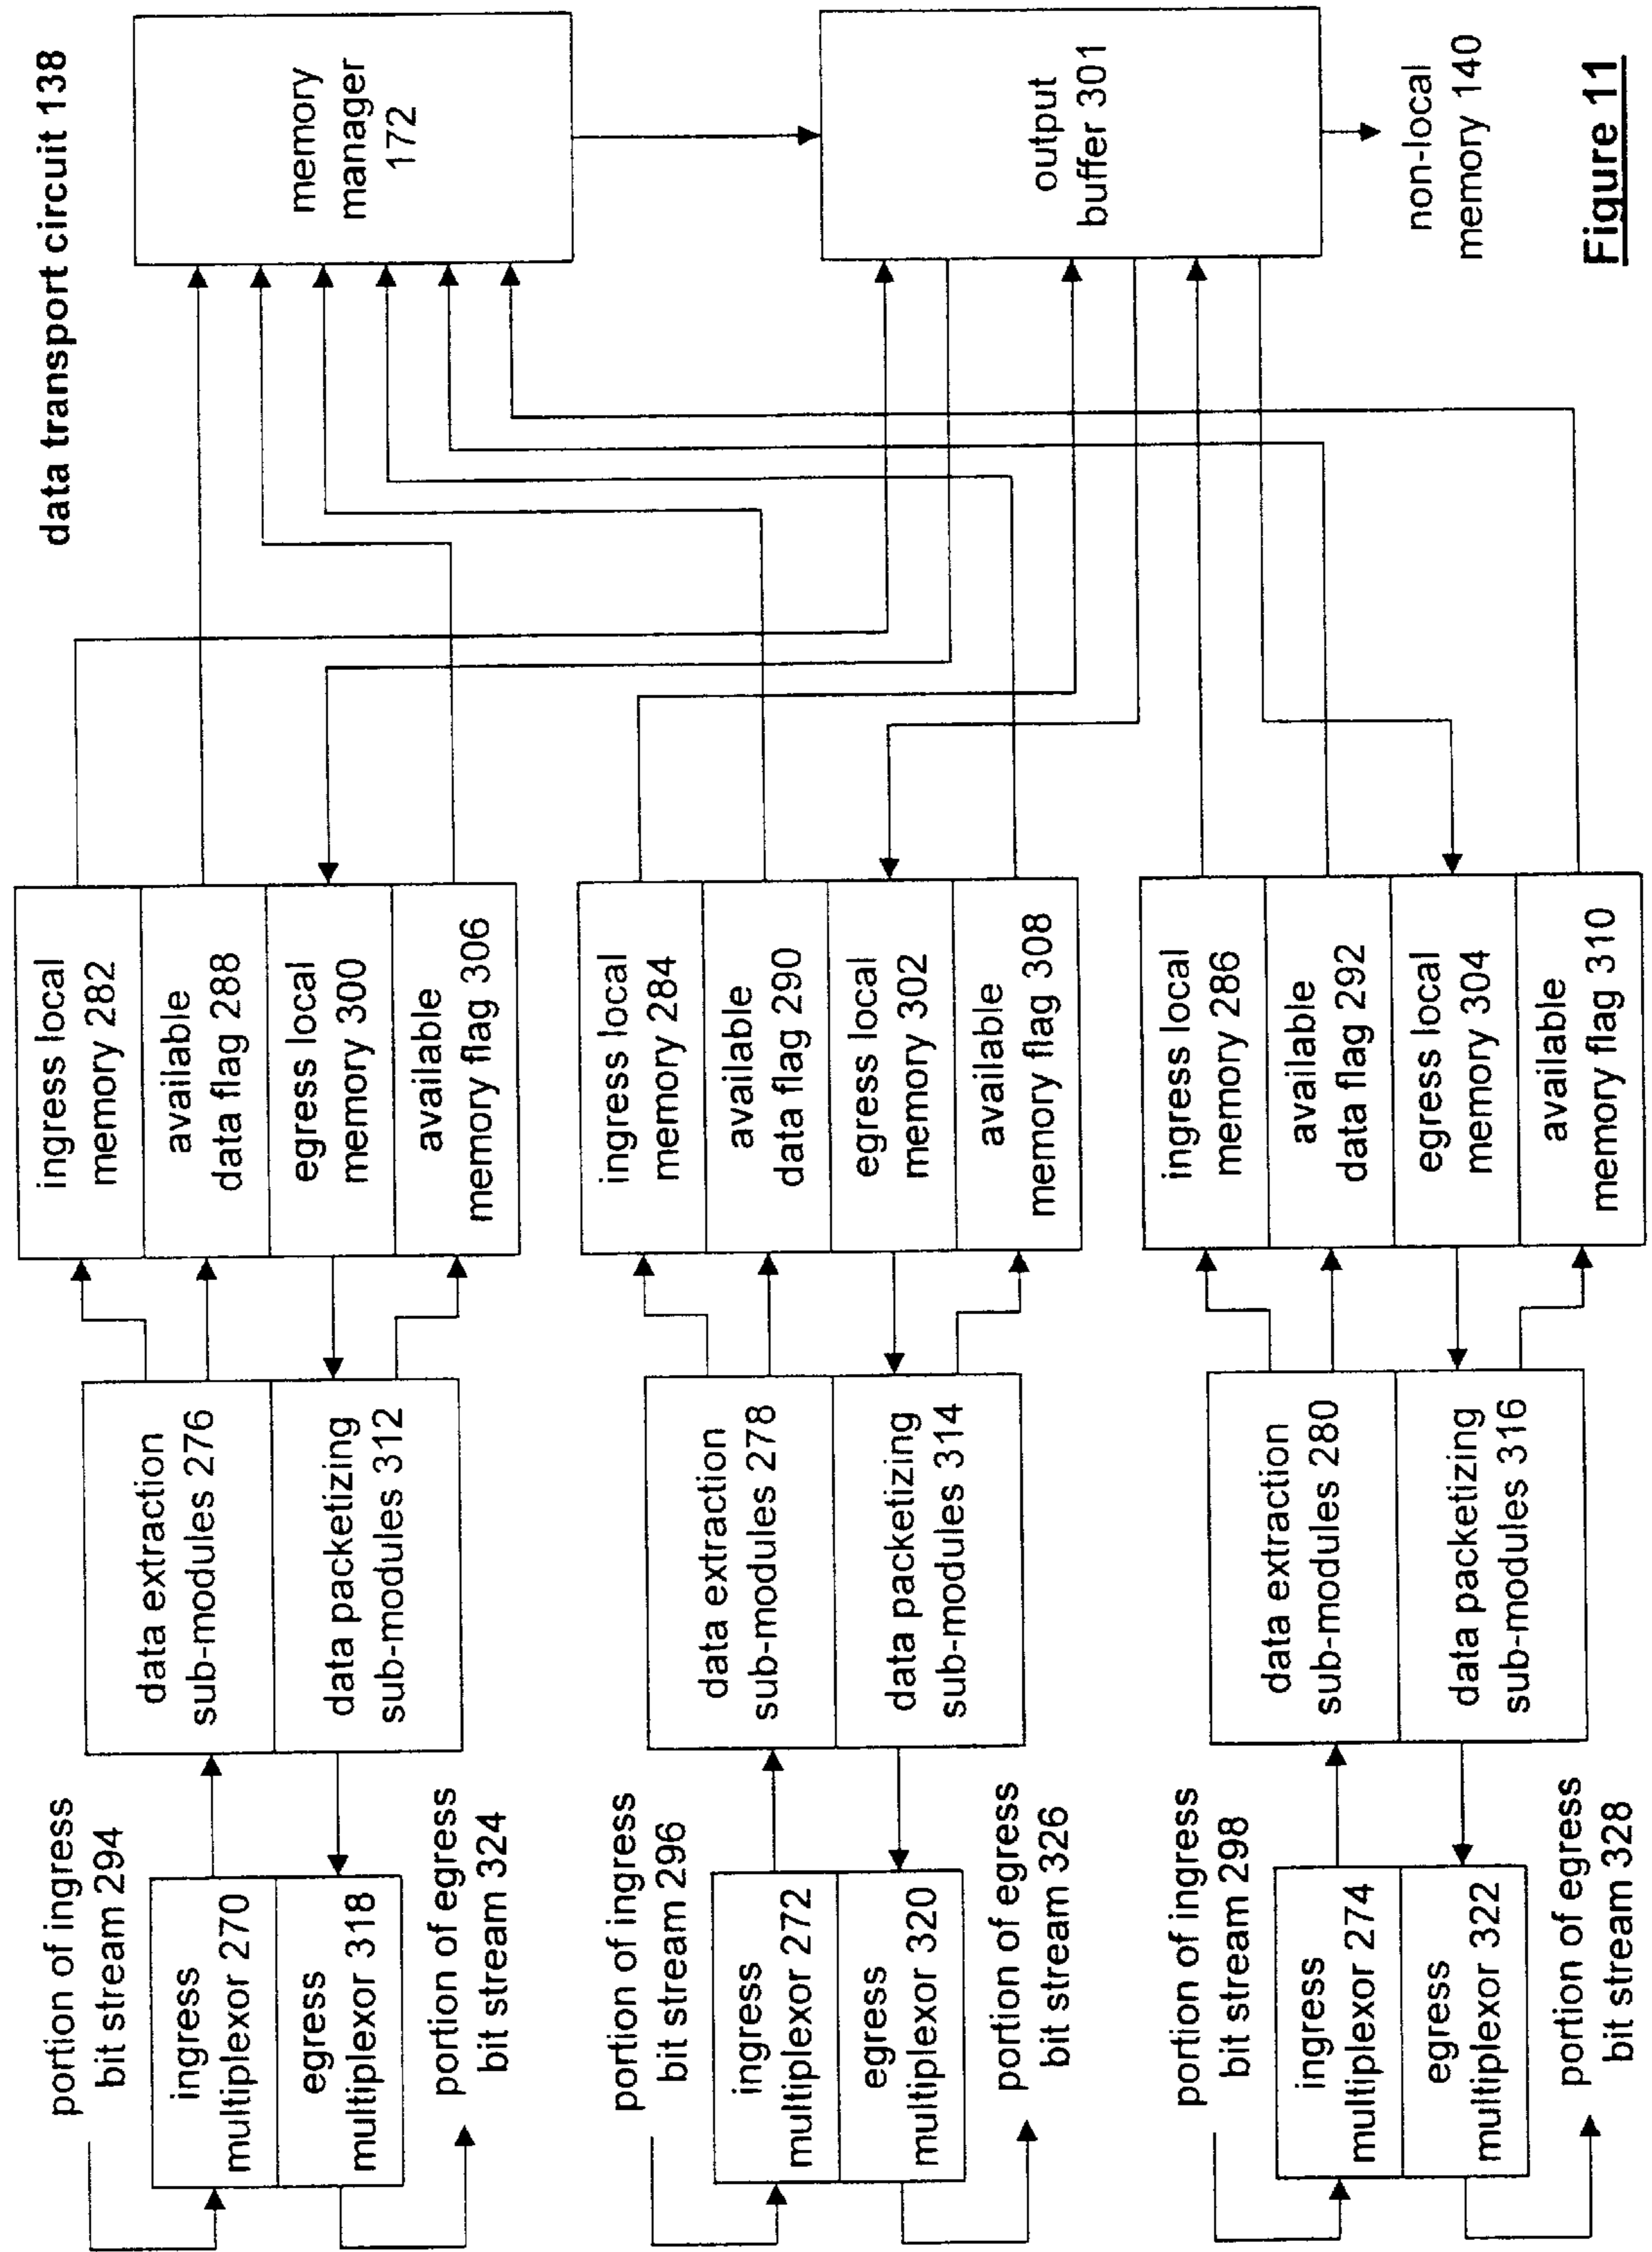 data transport circuit 138
portion of ingress
bit stream 294
ingress
multiplexor 270
egress
multiplexor 318
portion of egress
bit stream 324
data extraction
sub-modules 276
data packetizing
sub-modules 312
ingress local
memory 282
available
data flag 288
egress local
memory 300
available
memory flag 306
portion of ingress
bit stream 296
ingress
multiplexor 272
egress
multiplexor 320
portion of egress
bit stream 326
data extraction
sub-modules 278
data packetizing
sub-modules 314
ingress local
memory 284
available
data flag 290
egress local
memory 302
available
memory flag 308
portion of ingress
bit stream 298
ingress
multiplexor 274
egress
multiplexor 322
portion of egress
bit stream 328
data extraction
sub-modules 280
data packetizing
sub-modules 316
ingress local
memory 286
available
data flag 292
egress local
memory 304
available
memory flag 310
memory
manager
172
output
buffer 301
non-local
memory 140
Figure 11